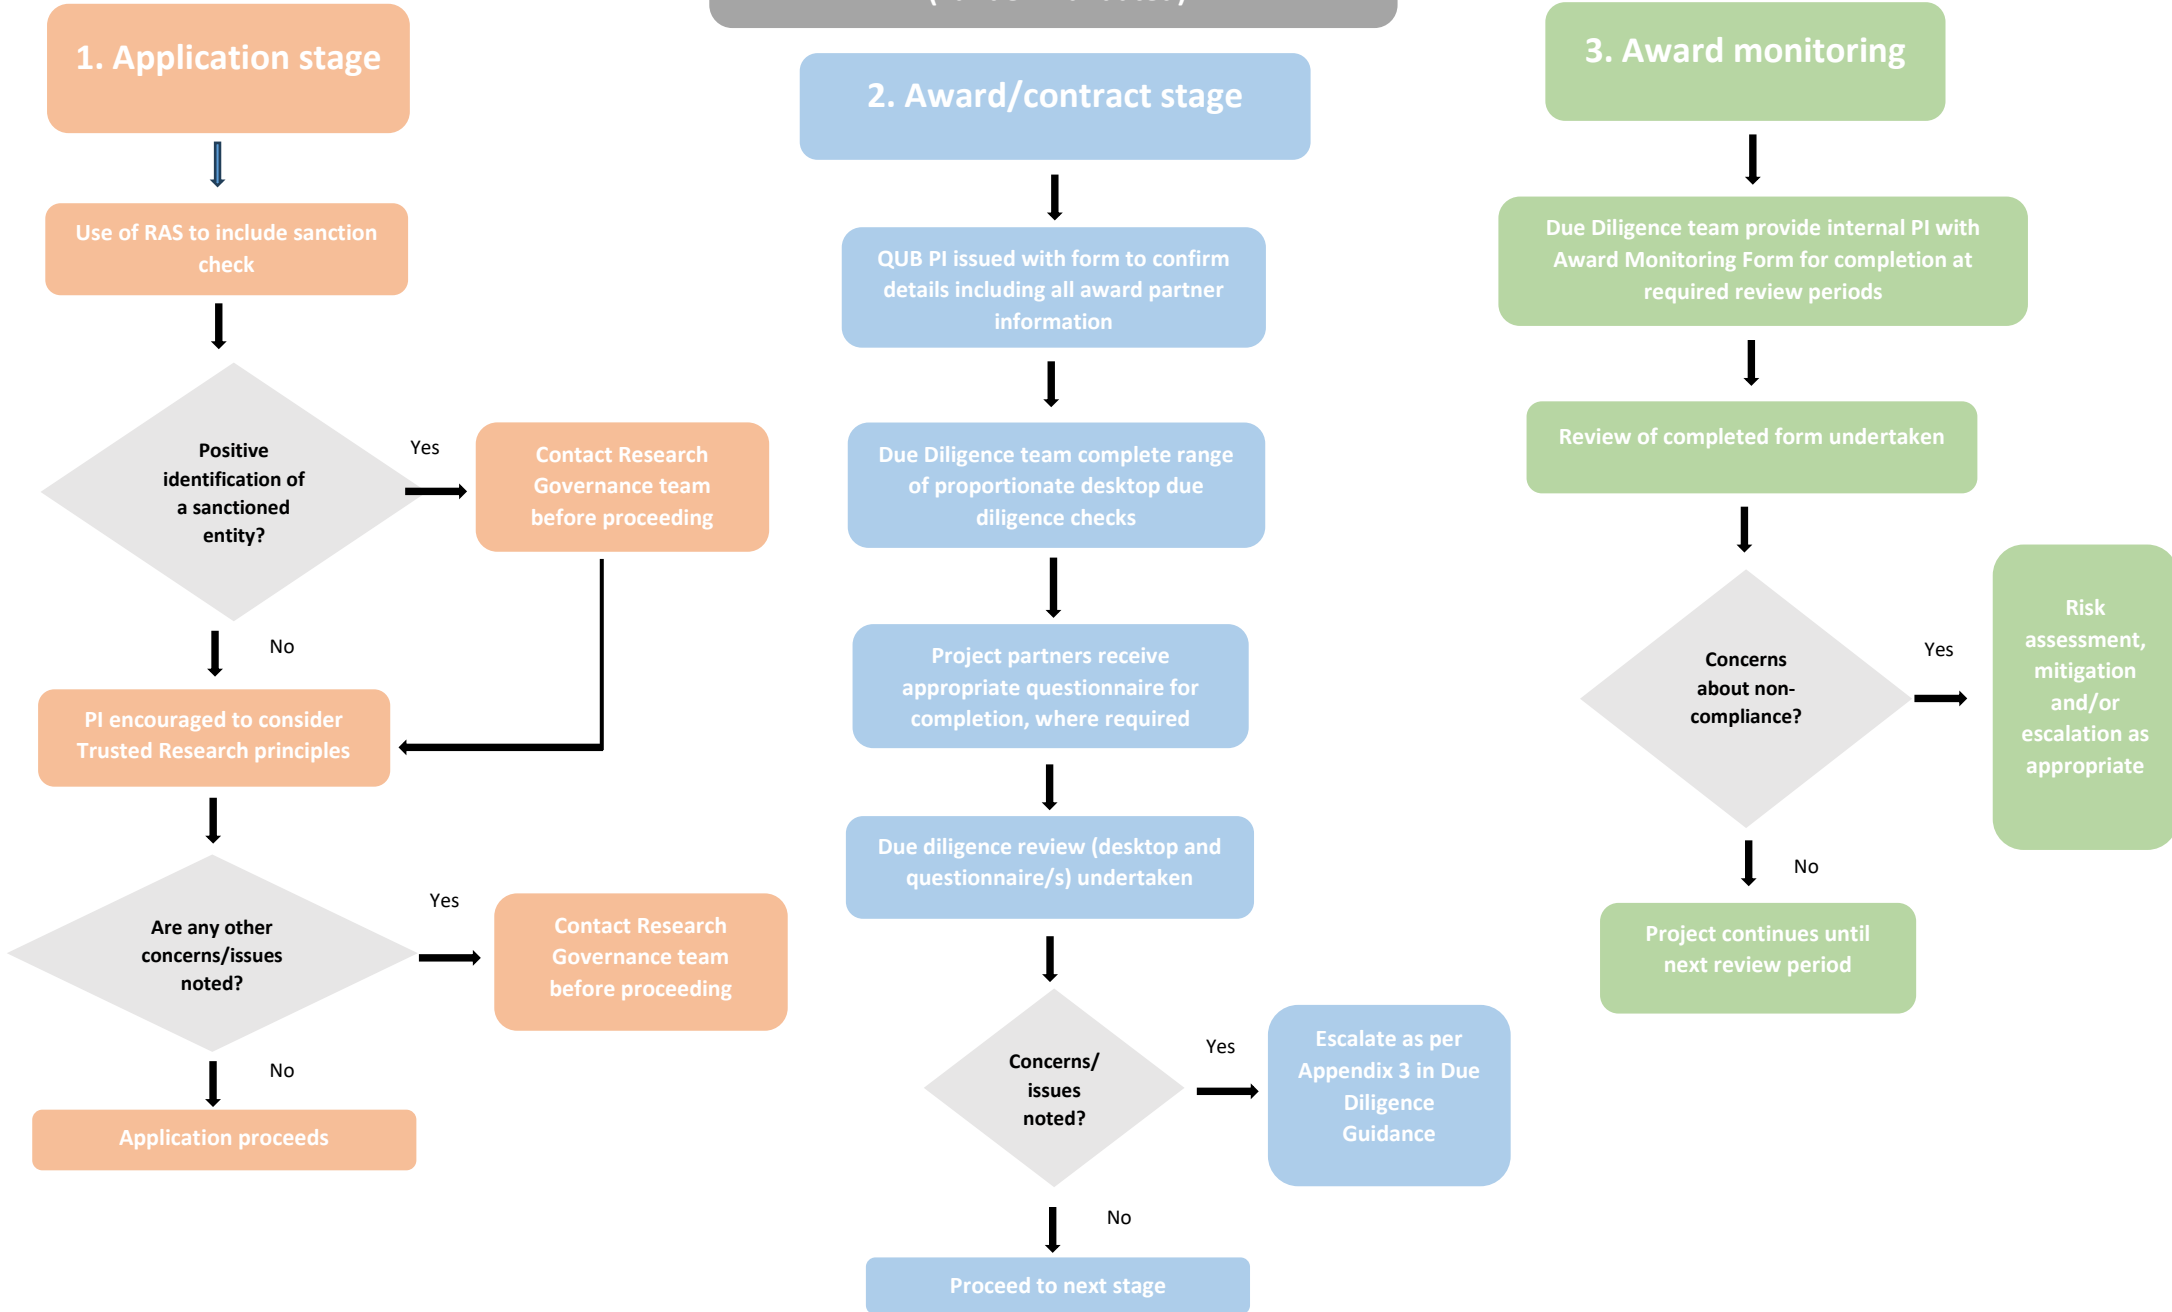 1. Application stage
Use of RAS to include sanction
check
Positive
identification of
a sanctioned
entity?
Yes
Contact Research
Governance team
before proceeding
No
PI encouraged to consider
Trusted Research principles
Are any other
concerns/issues
noted?
Yes
Contact Research
Governance team
before proceeding
No
Application proceeds
2. Award/contract stage
QUB PI issued with form to confirm
details including all award partner
information
Due Diligence team complete range
of proportionate desktop due
diligence checks
Project partners receive
appropriate questionnaire for
completion, where required
Due diligence review (desktop and
questionnaire/s) undertaken
Concerns/
issues
noted?
Yes
Escalate as per
Appendix 3 in Due
Diligence
Guidance
No
Proceed to next stage
3. Award monitoring
Due Diligence team provide internal PI with
Award Monitoring Form for completion at
required review periods
Review of completed form undertaken
Concerns
about non-
compliance?
Yes
Risk
assessment,
mitigation
and/or
escalation as
appropriate
No
Project continues until
next review period